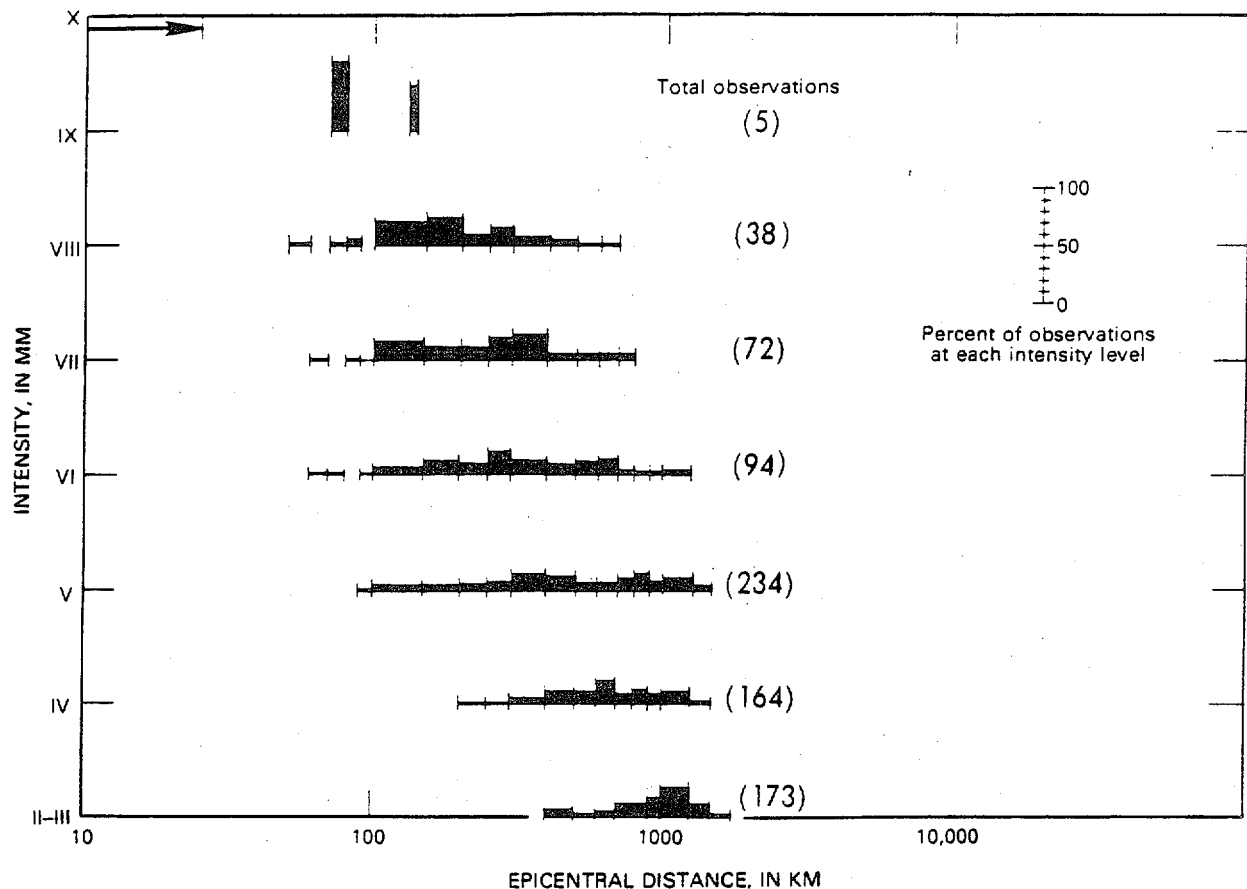 X
Total observations
(5)
IX
100
(38)
VIII
50
0
Percent of observations
at each intensity level
(72)
VII
(94)
VI
INTENSITY, IN MM
(234)
V
(164)
IV
(173)
II–III
10
100
1000
10,000
EPICENTRAL DISTANCE, IN KM